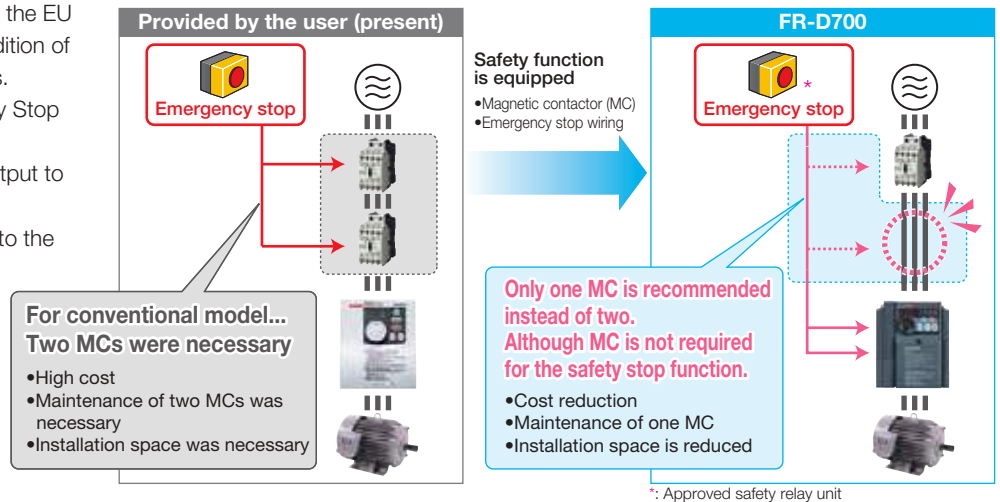 the EU
dition of
s.
y Stop
tput to
to the
Provided by the user (present)
Emergency stop
For conventional model...
Two MCs were necessary
•High cost
•Maintenance of two MCs was
necessary
•Installation space was necessary
Safety function
is equipped
•Magnetic contactor (MC)
•Emergency stop wiring
FR-D700
*
Emergency stop
Only one MC is recommended
instead of two.
Although MC is not required
for the safety stop function.
•Cost reduction
•Maintenance of one MC
•Installation space is reduced
*: Approved safety relay unit